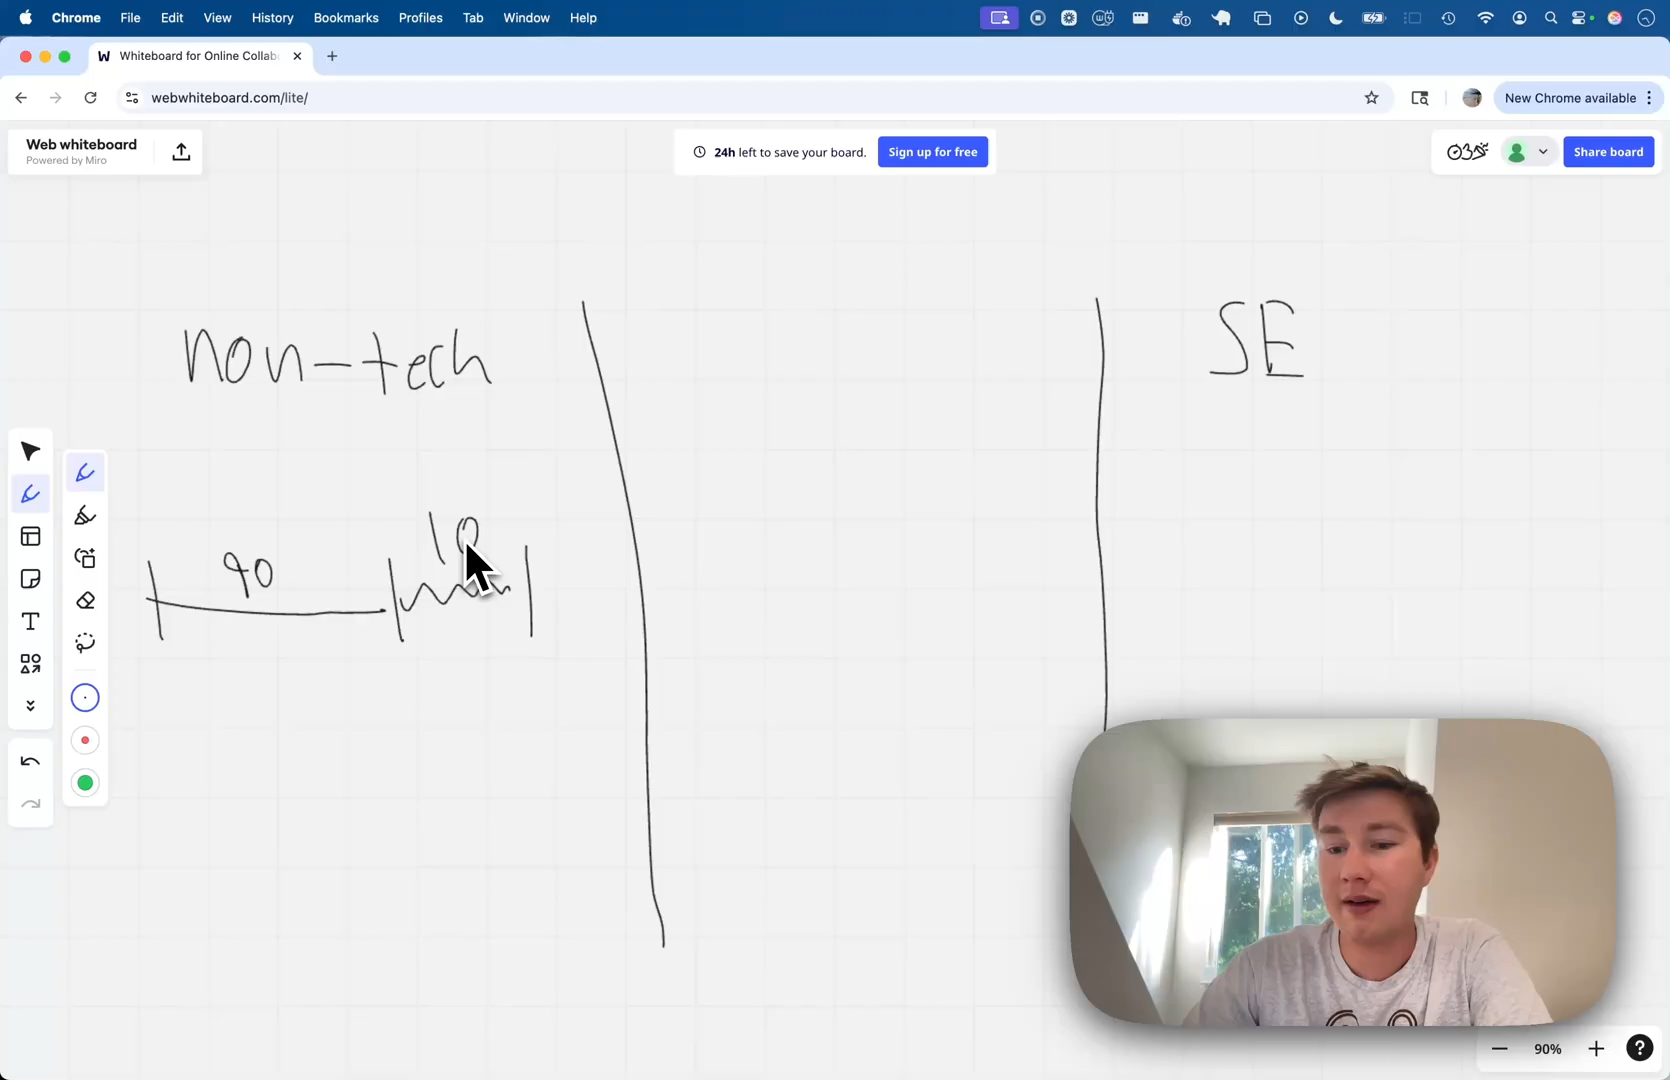 Chrome File Edit View History Bookmarks Profiles Tab Window Help
Whiteboard for Online Collab
webwhiteboard.com/lite/
New Chrome available
Web whiteboard
Powered by Miro
24h left to save your board.
Sign up for free
Share board
non-tech
SE
90
10
90%